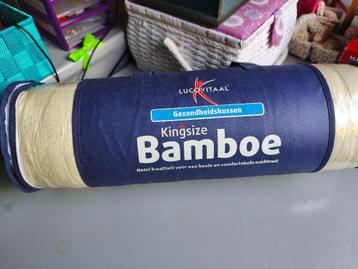 LUCOVITAAL
Gezondheidskussen
Kingsize
Bamboe
Hotel kwaliteit voor een koele en comfortabele nachtrust